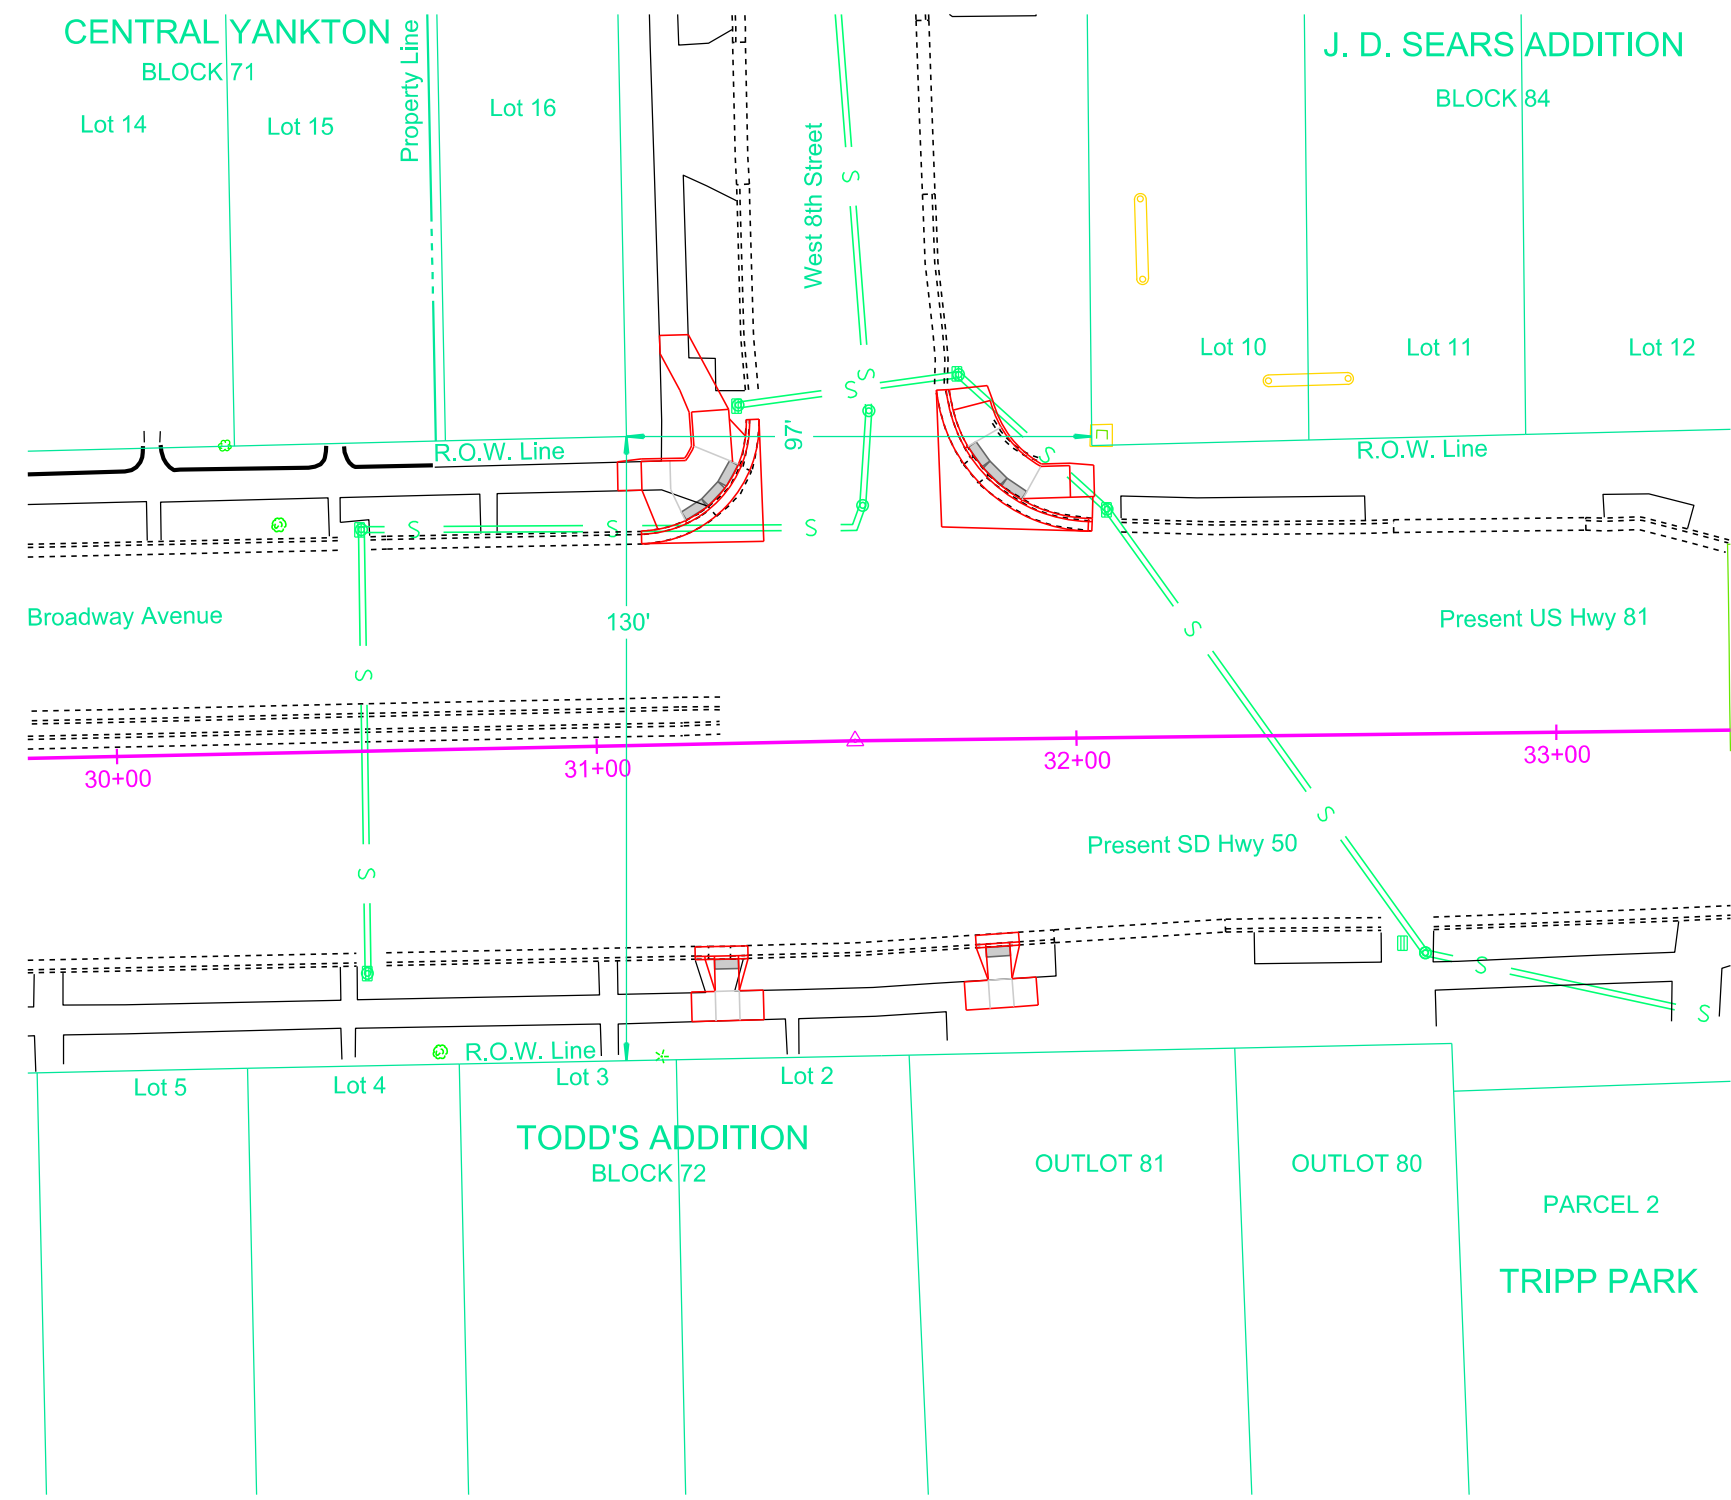 CENTRAL YANKTON
BLOCK 71
Lot 14
Lot 15
Property Line
Lot 16
West 8th Street
J. D. SEARS ADDITION
BLOCK 84
Lot 10
Lot 11
Lot 12
S
S
S
S
97'
R.O.W. Line
R.O.W. Line
S
S
S
Broadway Avenue
130'
S
Present US Hwy 81
S
30+00
31+00
32+00
33+00
S
Present SD Hwy 50
S
S
S
R.O.W. Line
Lot 5
Lot 4
Lot 3
Lot 2
TODD'S ADDITION
BLOCK 72
OUTLOT 81
OUTLOT 80
PARCEL 2
TRIPP PARK